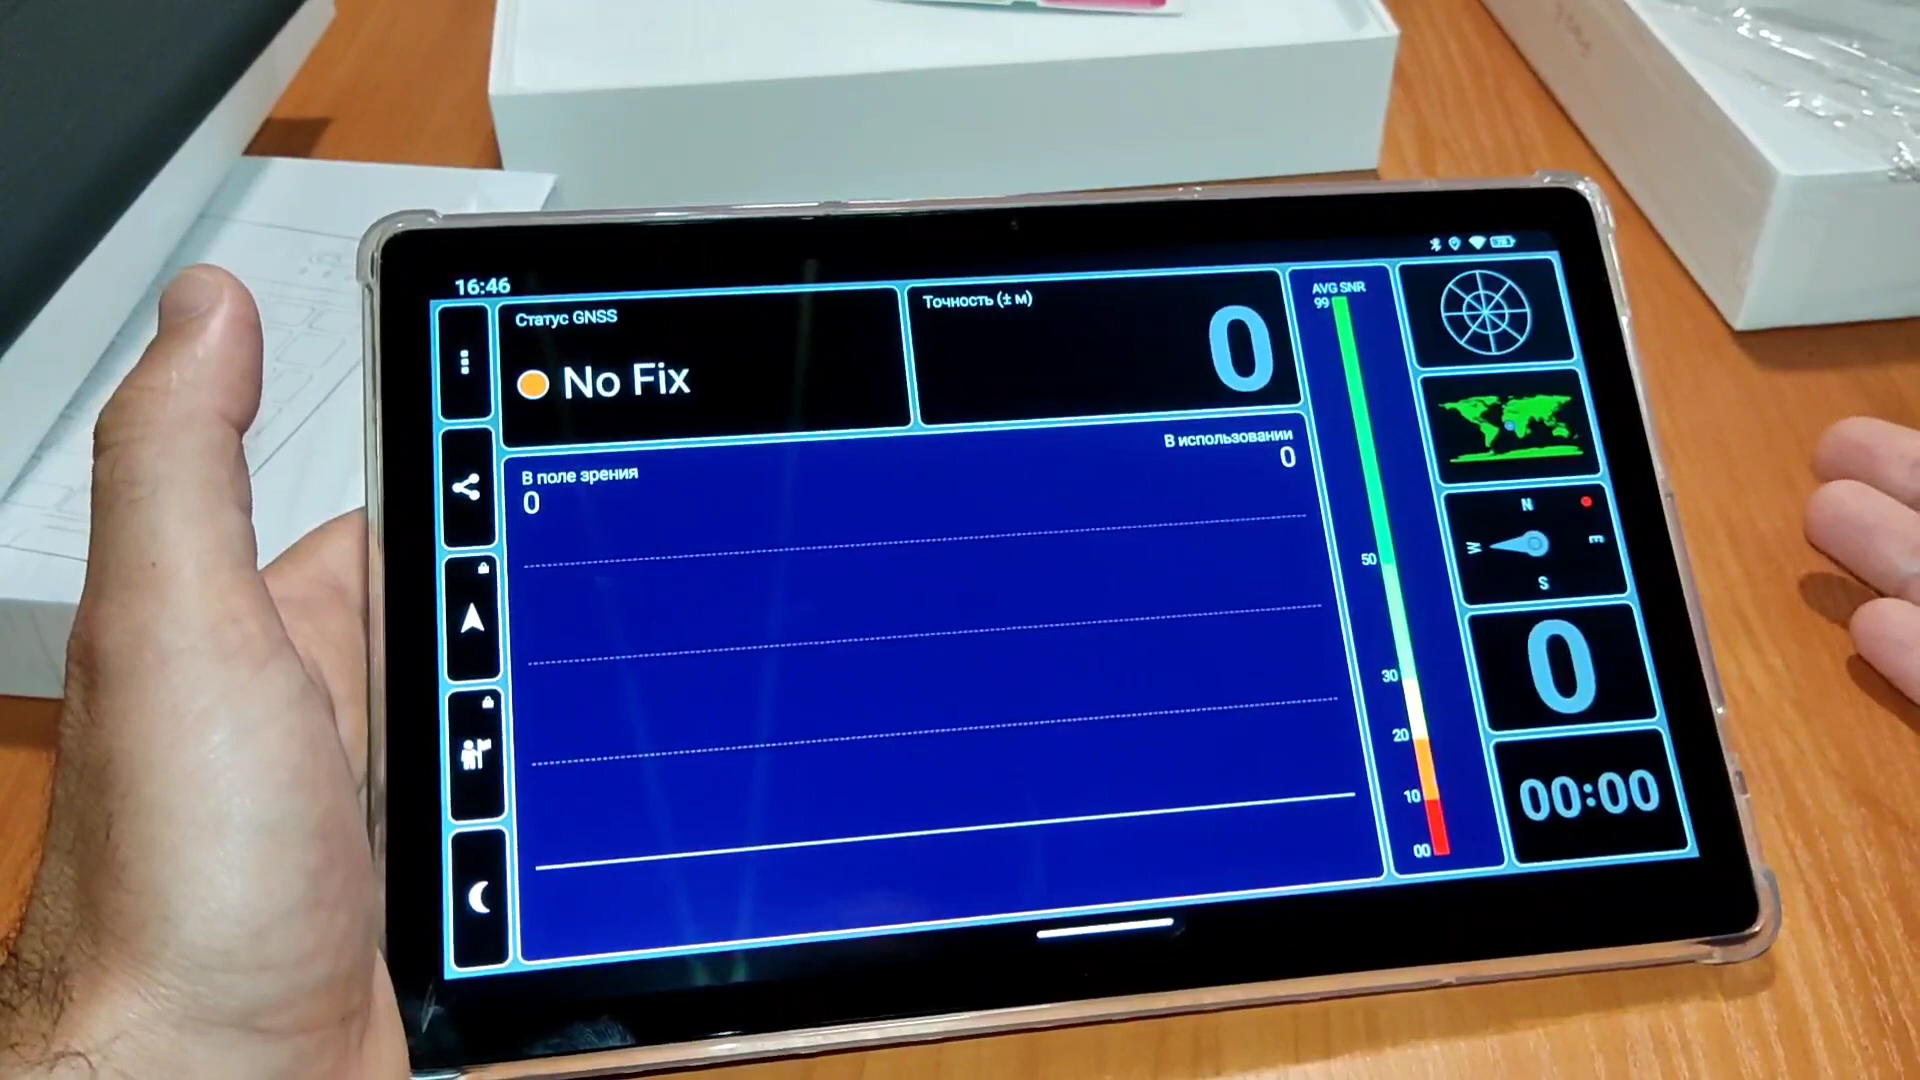 16:46
Статус GNSS
No Fix
Точность (± м)
0
В поле зрения
0
В использовании
0
AVG SNR
99
50
30
20
10
00
N
W
E
S
0
00:00